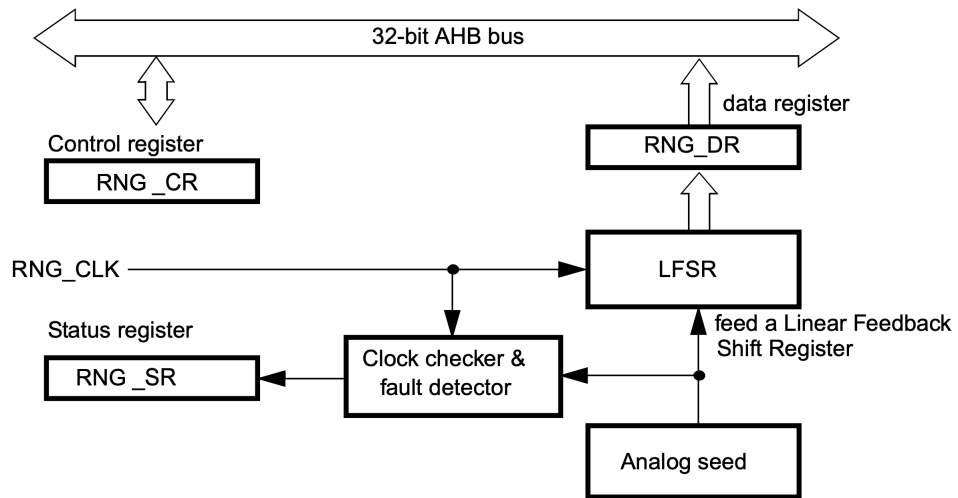 32-bit AHB bus
data register
Control register
RNG_DR
RNG _CR
RNG_CLK
LFSR
Status register
feed a Linear Feedback
Shift Register
Clock checker &
fault detector
RNG _SR
Analog seed